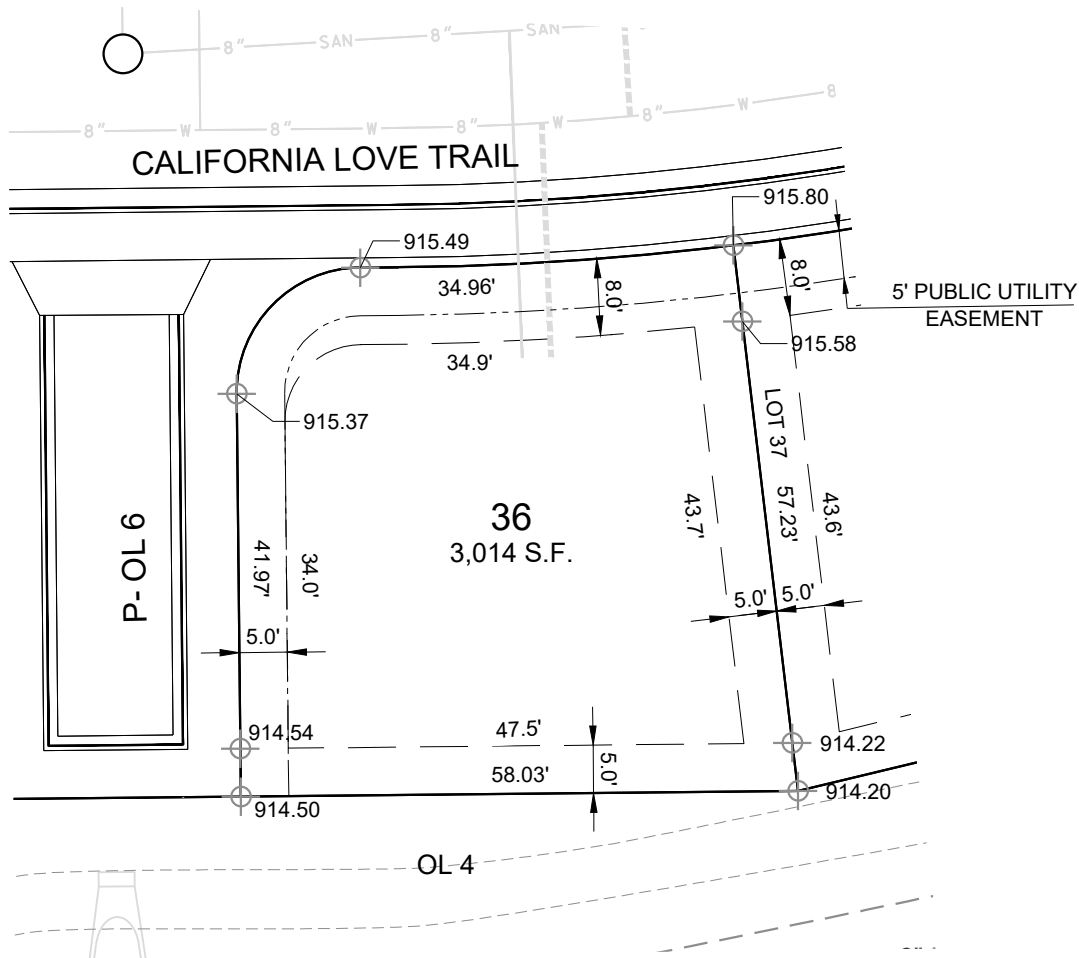 8" SAN 8" SAN
8" W 8" W 8" W 8" W 8
CALIFORNIA LOVE TRAIL
915.80
915.49
34.96'
8.0'
8.0'
5' PUBLIC UTILITY
EASEMENT
915.58
34.9'
915.37
LOT 37
57.23'
43.7'
43.6'
36
3,014 S.F.
P- OL 6
41.97'
34.0'
5.0'
5.0'
5.0'
914.54
47.5'
5.0'
914.22
58.03'
914.50
914.20
OL 4